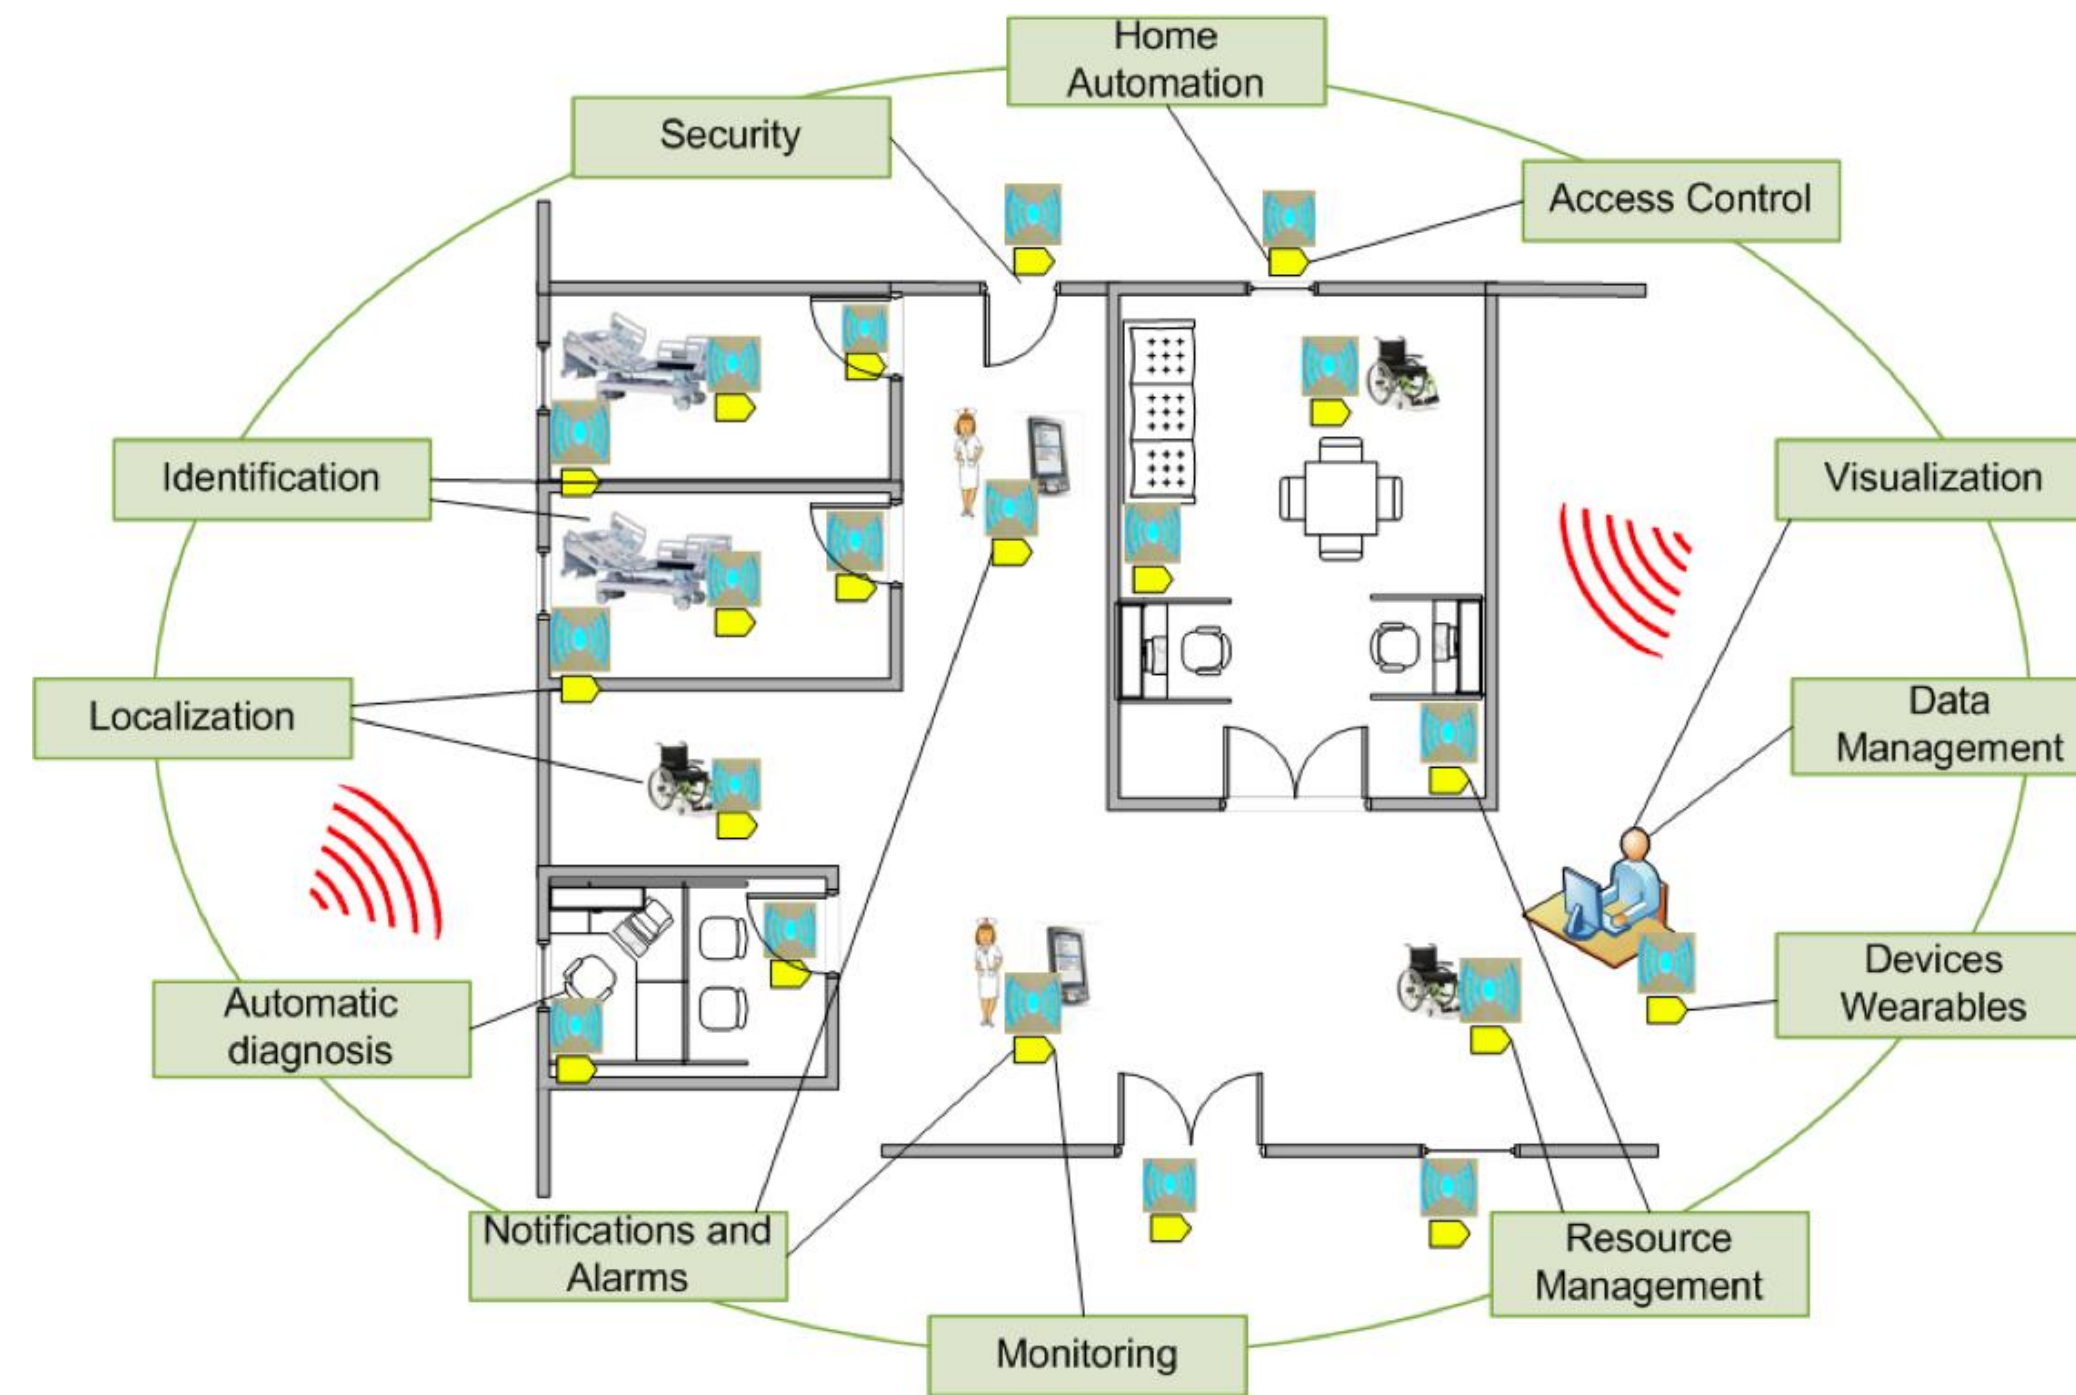 Home
Automation
Security
Access Control
Identification
Visualization
Localization
Data
Management
Automatic
diagnosis
Devices
Wearables
Notifications and
Alarms
Resource
Management
Monitoring